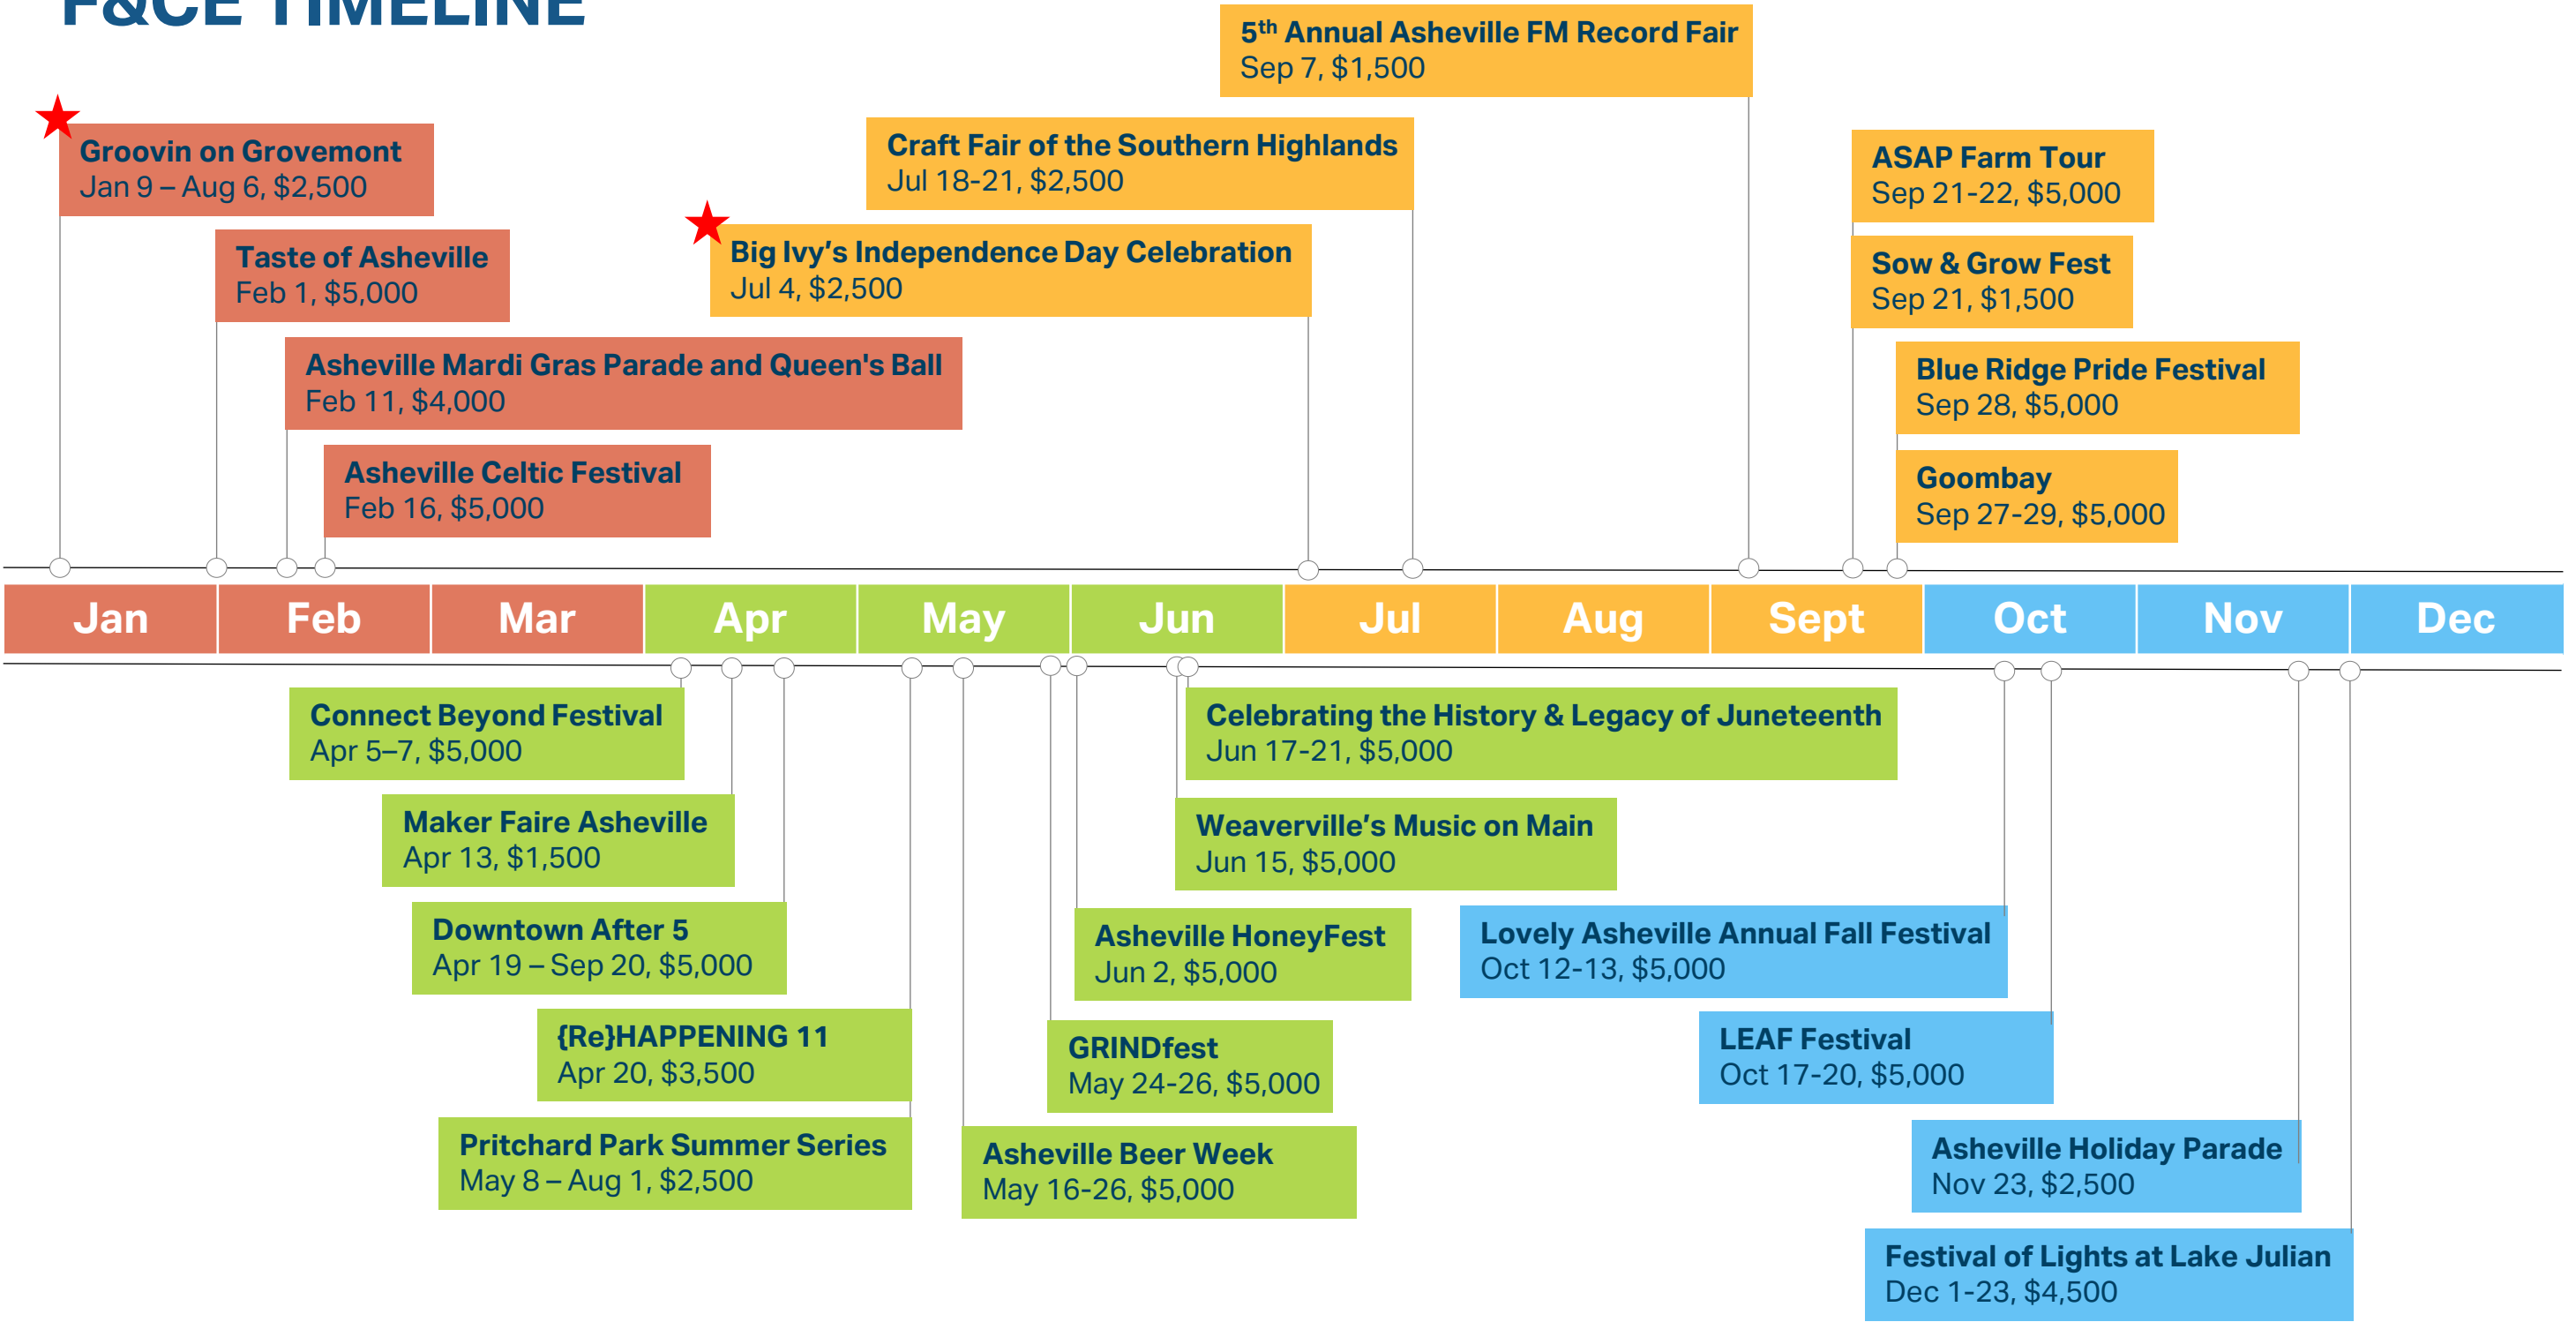 F&CE TIMELINE
5th Annual Asheville FM Record Fair
Sep 7, $1,500
Groovin on Grovemont
Jan 9 – Aug 6, $2,500
Craft Fair of the Southern Highlands
Jul 18-21, $2,500
ASAP Farm Tour
Sep 21-22, $5,000
Taste of Asheville
Feb 1, $5,000
Big Ivy’s Independence Day Celebration
Jul 4, $2,500
Sow & Grow Fest
Sep 21, $1,500
Asheville Mardi Gras Parade and Queen's Ball
Feb 11, $4,000
Blue Ridge Pride Festival
Sep 28, $5,000
Asheville Celtic Festival
Feb 16, $5,000
Goombay
Sep 27-29, $5,000
Jan Feb Mar Apr May Jun Jul Aug Sept Oct Nov Dec
Connect Beyond Festival
Apr 5–7, $5,000
Celebrating the History & Legacy of Juneteenth
Jun 17-21, $5,000
Maker Faire Asheville
Apr 13, $1,500
Weaverville’s Music on Main
Jun 15, $5,000
Downtown After 5
Apr 19 – Sep 20, $5,000
Asheville HoneyFest
Jun 2, $5,000
Lovely Asheville Annual Fall Festival
Oct 12-13, $5,000
{Re}HAPPENING 11
Apr 20, $3,500
GRINDfest
May 24-26, $5,000
LEAF Festival
Oct 17-20, $5,000
Pritchard Park Summer Series
May 8 – Aug 1, $2,500
Asheville Beer Week
May 16-26, $5,000
Asheville Holiday Parade
Nov 23, $2,500
Festival of Lights at Lake Julian
Dec 1-23, $4,500